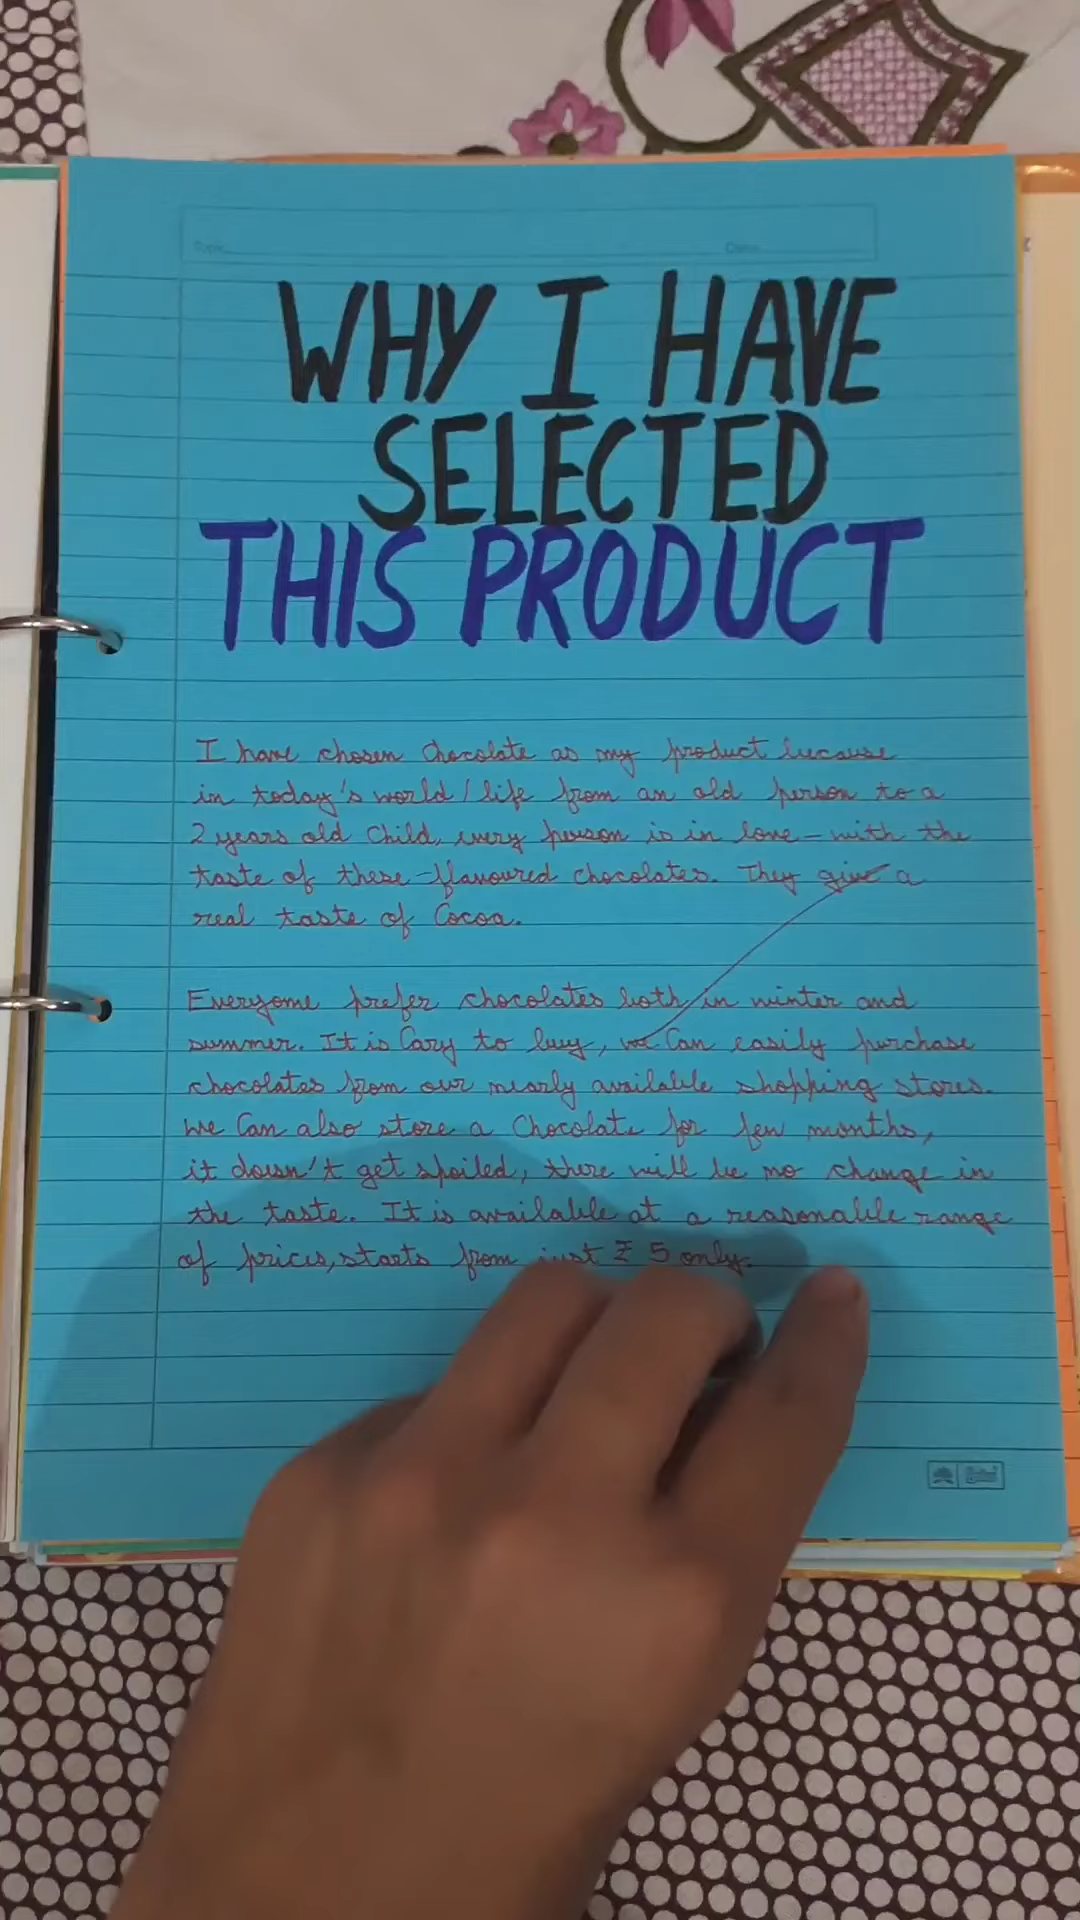 Topic
Date
WHY I HAVE
SELECTED
THIS PRODUCT
I have chosen Chocolate as my product because
in today's world/life from an old person to a
2 years old Child, every person is in love - with the
taste of these - flavoured chocolates. They give a
real taste of Cocoa.
Everyone prefer chocolates both in winter and
summer. It is Easy to buy, we Can easily purchase
chocolates from our nearly available shopping stores.
We Can also store a Chocolate for few months,
it doesn't get spoiled, there will be no change in
the taste. It is available at a reasonable range
of prices, starts from just ₹ 5 only.